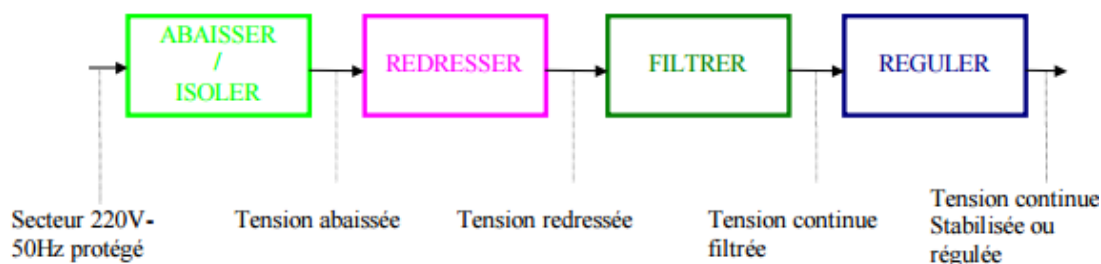 ABAISSER
/
ISOLER
REDRESSER
FILTRER
REGULER
Secteur 220V-
50Hz protégé
Tension abaissée
Tension redressée
Tension continue
filtrée
Tension continue
Stabilisée ou
régulée